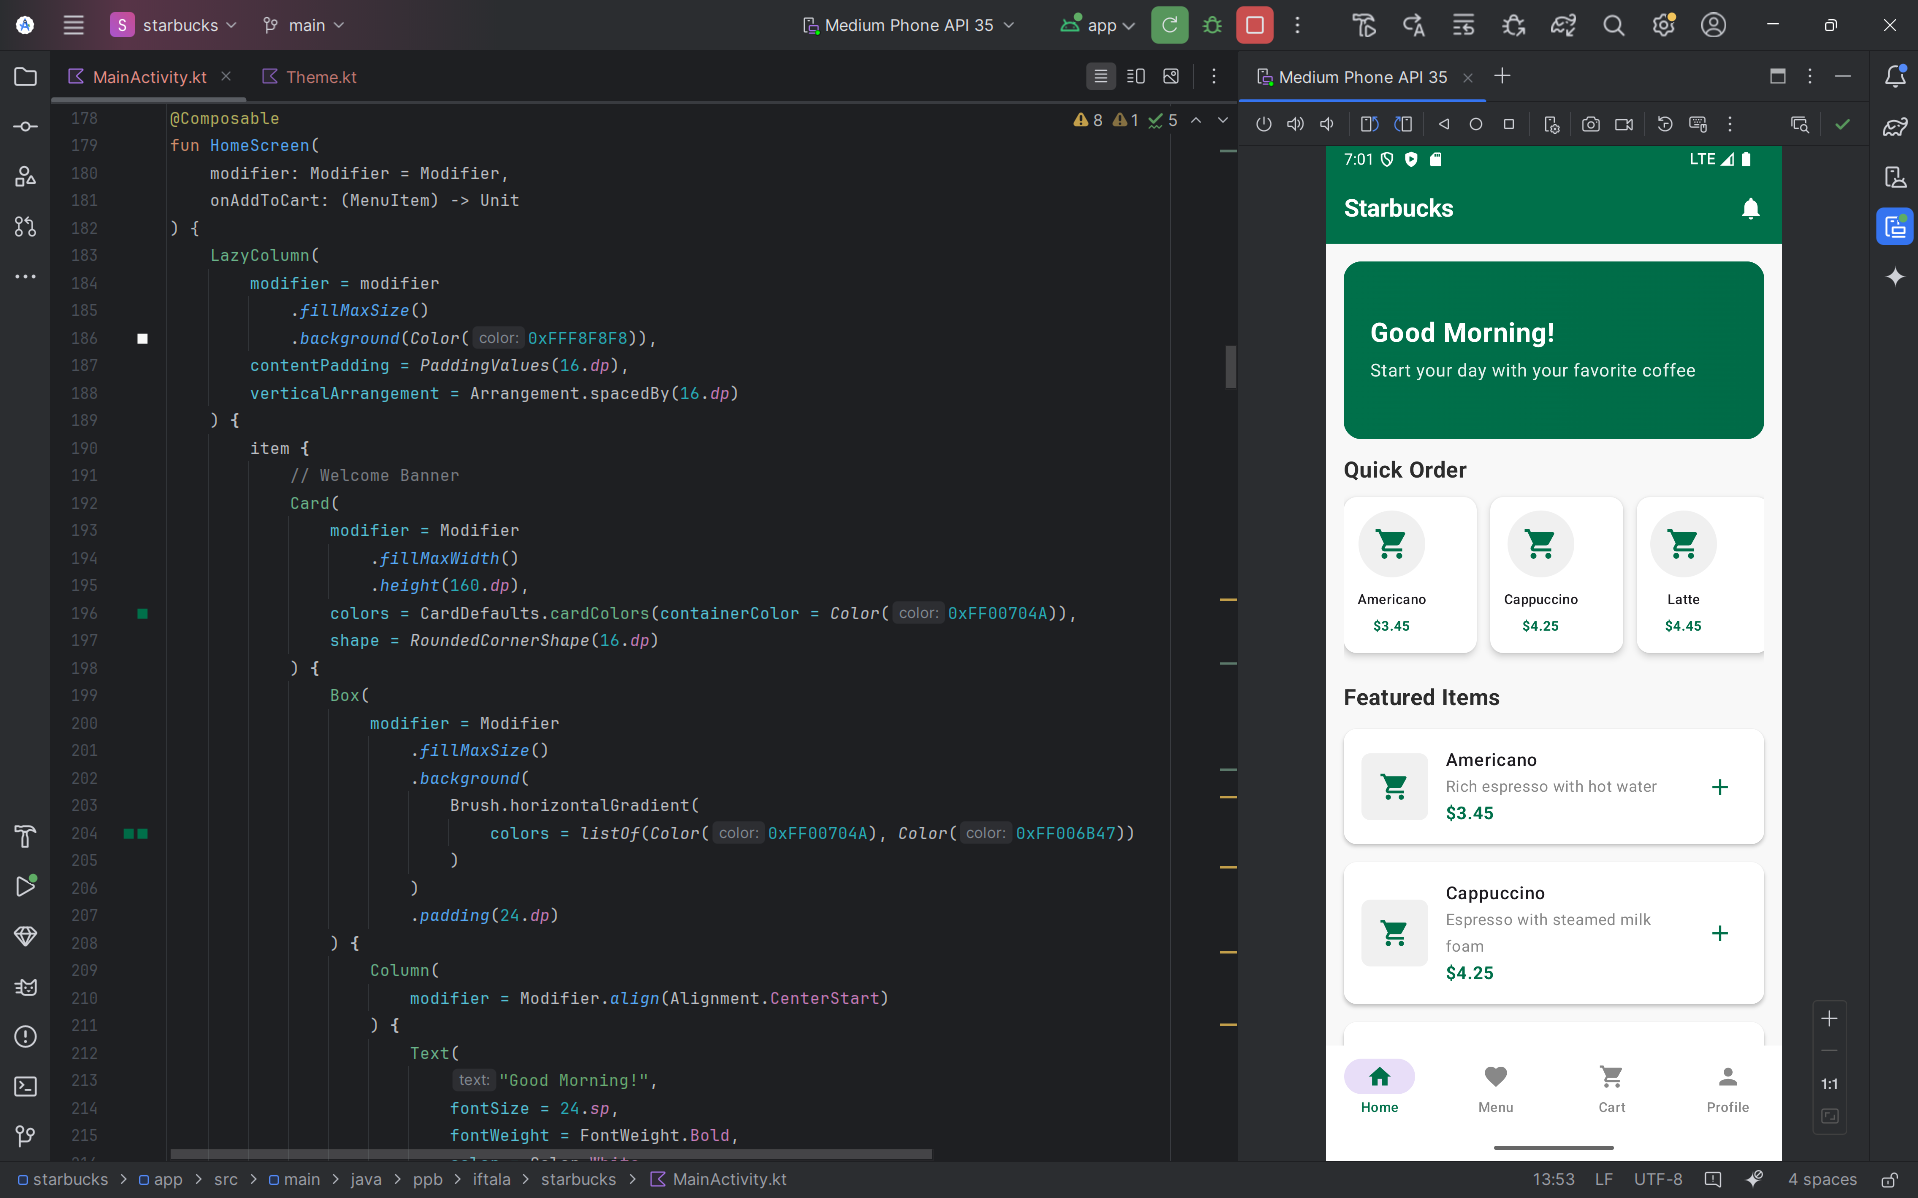 S starbucks main Medium Phone API 35 app
MainActivity.kt Theme.kt
Medium Phone API 35
8 1 5
178 @Composable
179 fun HomeScreen(
180 modifier: Modifier = Modifier,
181 onAddToCart: (MenuItem) -> Unit
182 ) {
183 LazyColumn(
184 modifier = modifier
185 .fillMaxSize()
186 .background(Color( color: 0xFFF8F8F8)),
187 contentPadding = PaddingValues(16.dp),
188 verticalArrangement = Arrangement.spacedBy(16.dp)
189 ) {
190 item {
191 // Welcome Banner
192 Card(
193 modifier = Modifier
194 .fillMaxWidth()
195 .height(160.dp),
196 colors = CardDefaults.cardColors(containerColor = Color( color: 0xFF00704A)),
197 shape = RoundedCornerShape(16.dp)
198 ) {
199 Box(
200 modifier = Modifier
201 .fillMaxSize()
202 .background(
203 Brush.horizontalGradient(
204 colors = listOf(Color( color: 0xFF00704A), Color( color: 0xFF006B47))
205 )
206 )
207 .padding(24.dp)
208 ) {
209 Column(
210 modifier = Modifier.align(Alignment.CenterStart)
211 ) {
212 Text(
213 text: "Good Morning!",
214 fontSize = 24.sp,
215 fontWeight = FontWeight.Bold,
7:01 LTE
Starbucks
Good Morning!
Start your day with your favorite coffee
Quick Order
Americano
$3.45
Cappuccino
$4.25
Latte
$4.45
Featured Items
Americano
Rich espresso with hot water
$3.45
Cappuccino
Espresso with steamed milk
foam
$4.25
Home Menu Cart Profile
1:1
starbucks > app > src > main > java > ppb > iftala > starbucks > MainActivity.kt
13:53 LF UTF-8 4 spaces